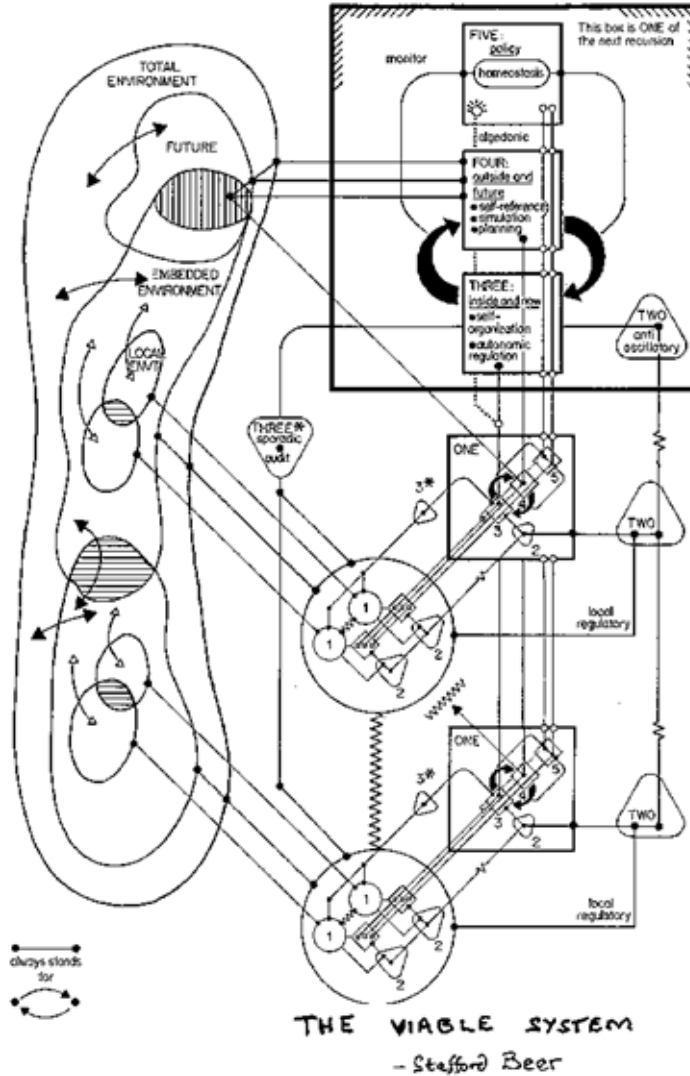 This box is ONE of
the next recursion
FIVE:
policy
homeostasis
monitor
algedonic
TOTAL
ENVIRONMENT
FUTURE
FOUR:
outside and
future
•self-reference
•simulation
•planning
EMBEDDED
ENVIRONMENT
THREE:
inside and now
•self-
organization
•autonomic
regulation
TWO
anti
oscillatory
LOCAL
ENVT
THREE*
sporadic
audit
ONE
5
4
3
2
3*
TWO
1
1
2
2
local
regulatory
ONE
5
4
3
2
3*
TWO
1
1
2
2
local
regulatory
always stands
for
THE VIABLE SYSTEM
- Stafford Beer